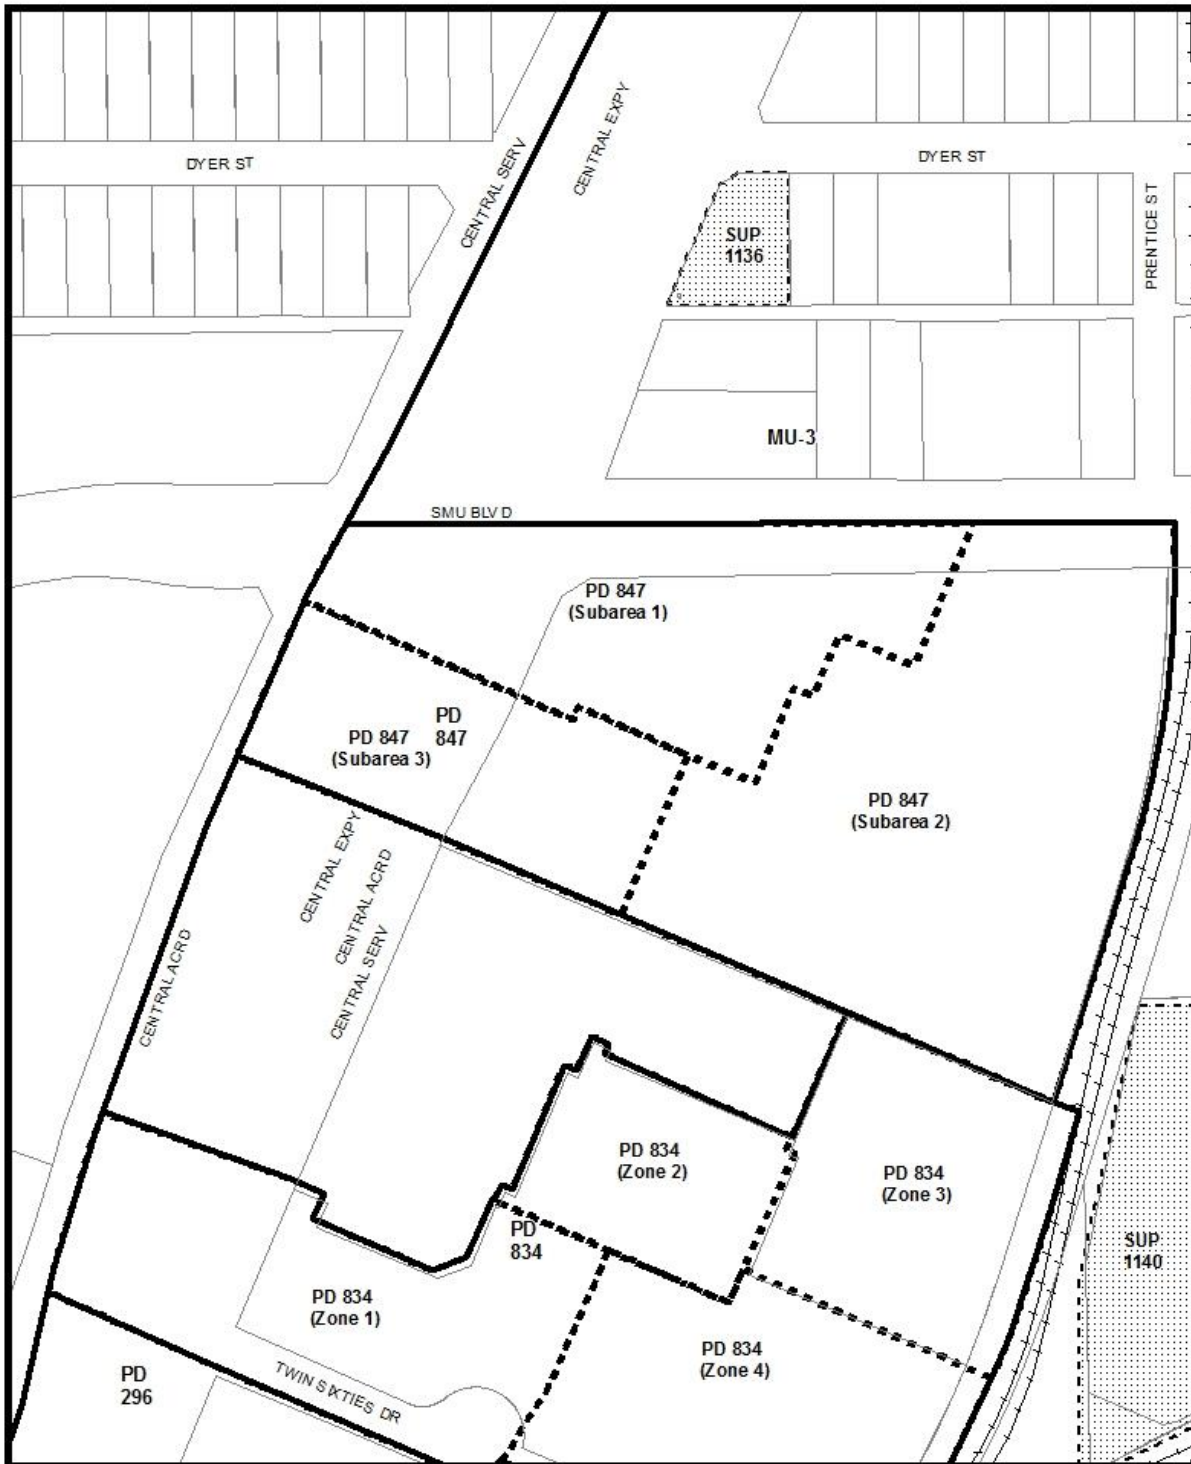 CENTRAL EXPY
CENTRAL SERV
DYER ST
DYER ST
PRENTICE ST
SUP
1136
MU-3
SMU BLVD
PD 847
(Subarea 1)
PD
847
PD 847
(Subarea 3)
PD 847
(Subarea 2)
CENTRAL EXPY
CENTRAL ACRD
CENTRAL SERV
CENTRAL ACRD
PD 834
(Zone 2)
PD 834
(Zone 3)
PD
834
SUP
1140
PD 834
(Zone 1)
PD 834
(Zone 4)
PD
296
TWIN SIXTIES DR